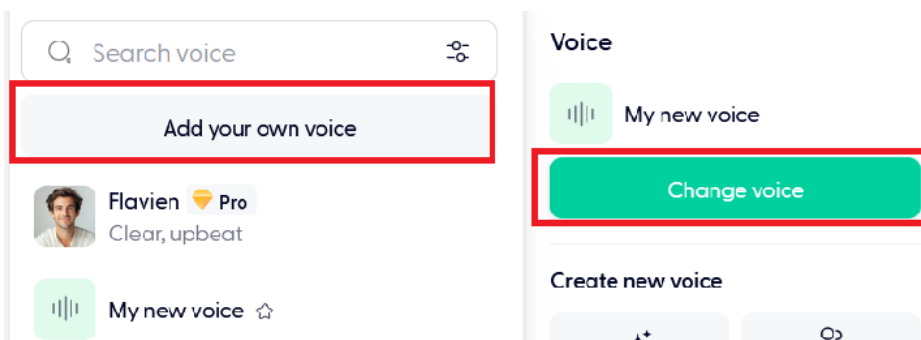 Search voice
Add your own voice
Flavien Pro
Clear, upbeat
My new voice
Voice
My new voice
Change voice
Create new voice